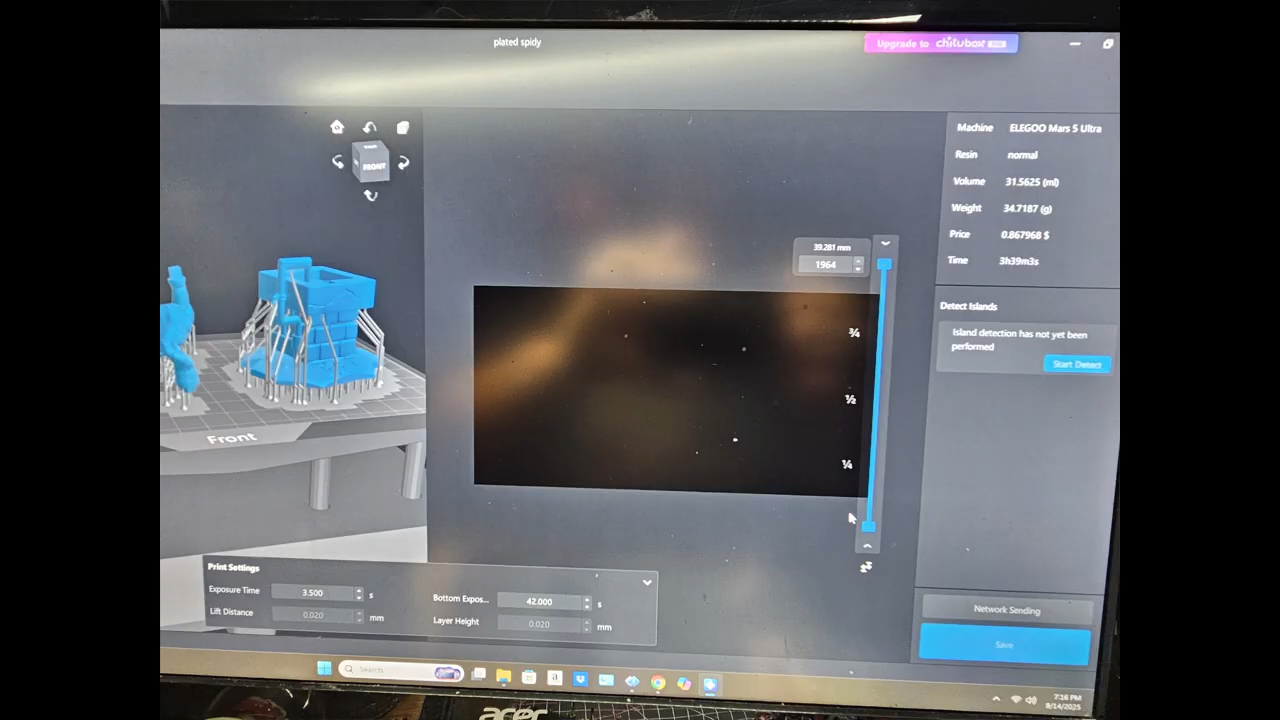 plated spidy
Upgrade to chitubox
FRONT
Machine ELEGOO Mars 5 Ultra
Resin normal
Volume 31.5625 (ml)
Weight 34.7187 (g)
Price 0.867968 $
Time 3h39m3s
39.281 mm
1964
3/4
1/2
1/4
Detect Islands
Island detection has not yet been
performed
Start Detect
Front
Print Settings
Exposure Time 3.500 s
Bottom Expos... 42.000 s
Lift Distance 0.020 mm
Layer Height 0.020 mm
Network Sending
Save
Search
a
7:16 PM
9/14/2025
acer